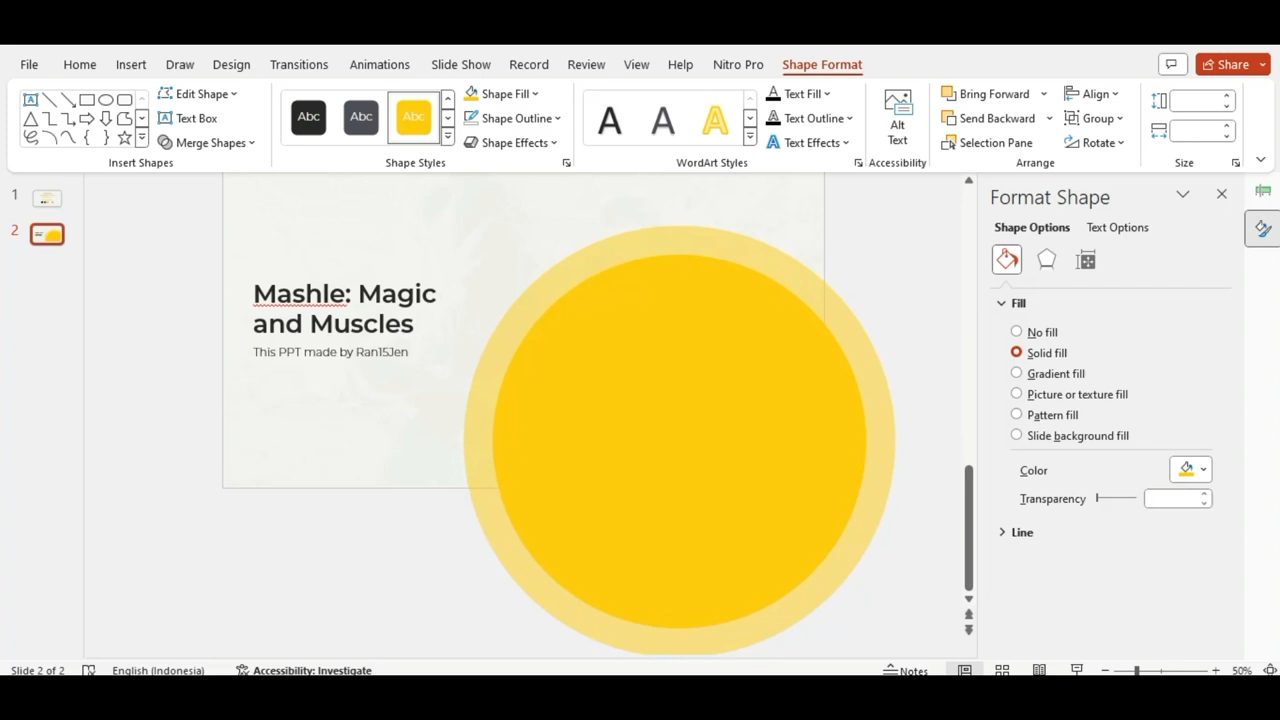 File Home Insert Draw Design Transitions Animations Slide Show Record Review View Help Nitro Pro Shape Format Share
Edit Shape Abc Abc Abc Shape Fill A A A Text Fill Alt Text Bring Forward Align
Text Box Shape Outline Text Outline Send Backward Group
Merge Shapes Shape Effects Text Effects Selection Pane Rotate
Insert Shapes Shape Styles WordArt Styles Accessibility Arrange Size
1
2
Mashle: Magic
and Muscles
This PPT made by Ran15Jen
Format Shape
Shape Options Text Options
Fill
No fill
Solid fill
Gradient fill
Picture or texture fill
Pattern fill
Slide background fill
Color
Transparency
Line
Slide 2 of 2 English (Indonesia) Accessibility: Investigate Notes 50%